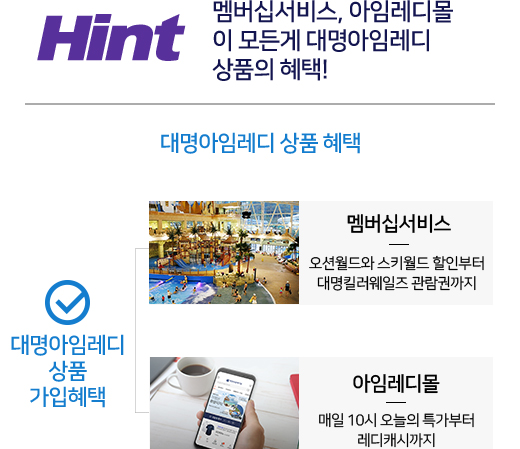 Hint
멤버십서비스, 아임레디몰
이 모든게 대명아임레디
상품의 혜택!
대명아임레디 상품 혜택
대명아임레디
상품
가입혜택
멤버십서비스
오션월드와 스키월드 할인부터
대명킬러웨일즈 관람권까지
아임레디몰
매일 10시 오늘의 특가부터
레디캐시까지